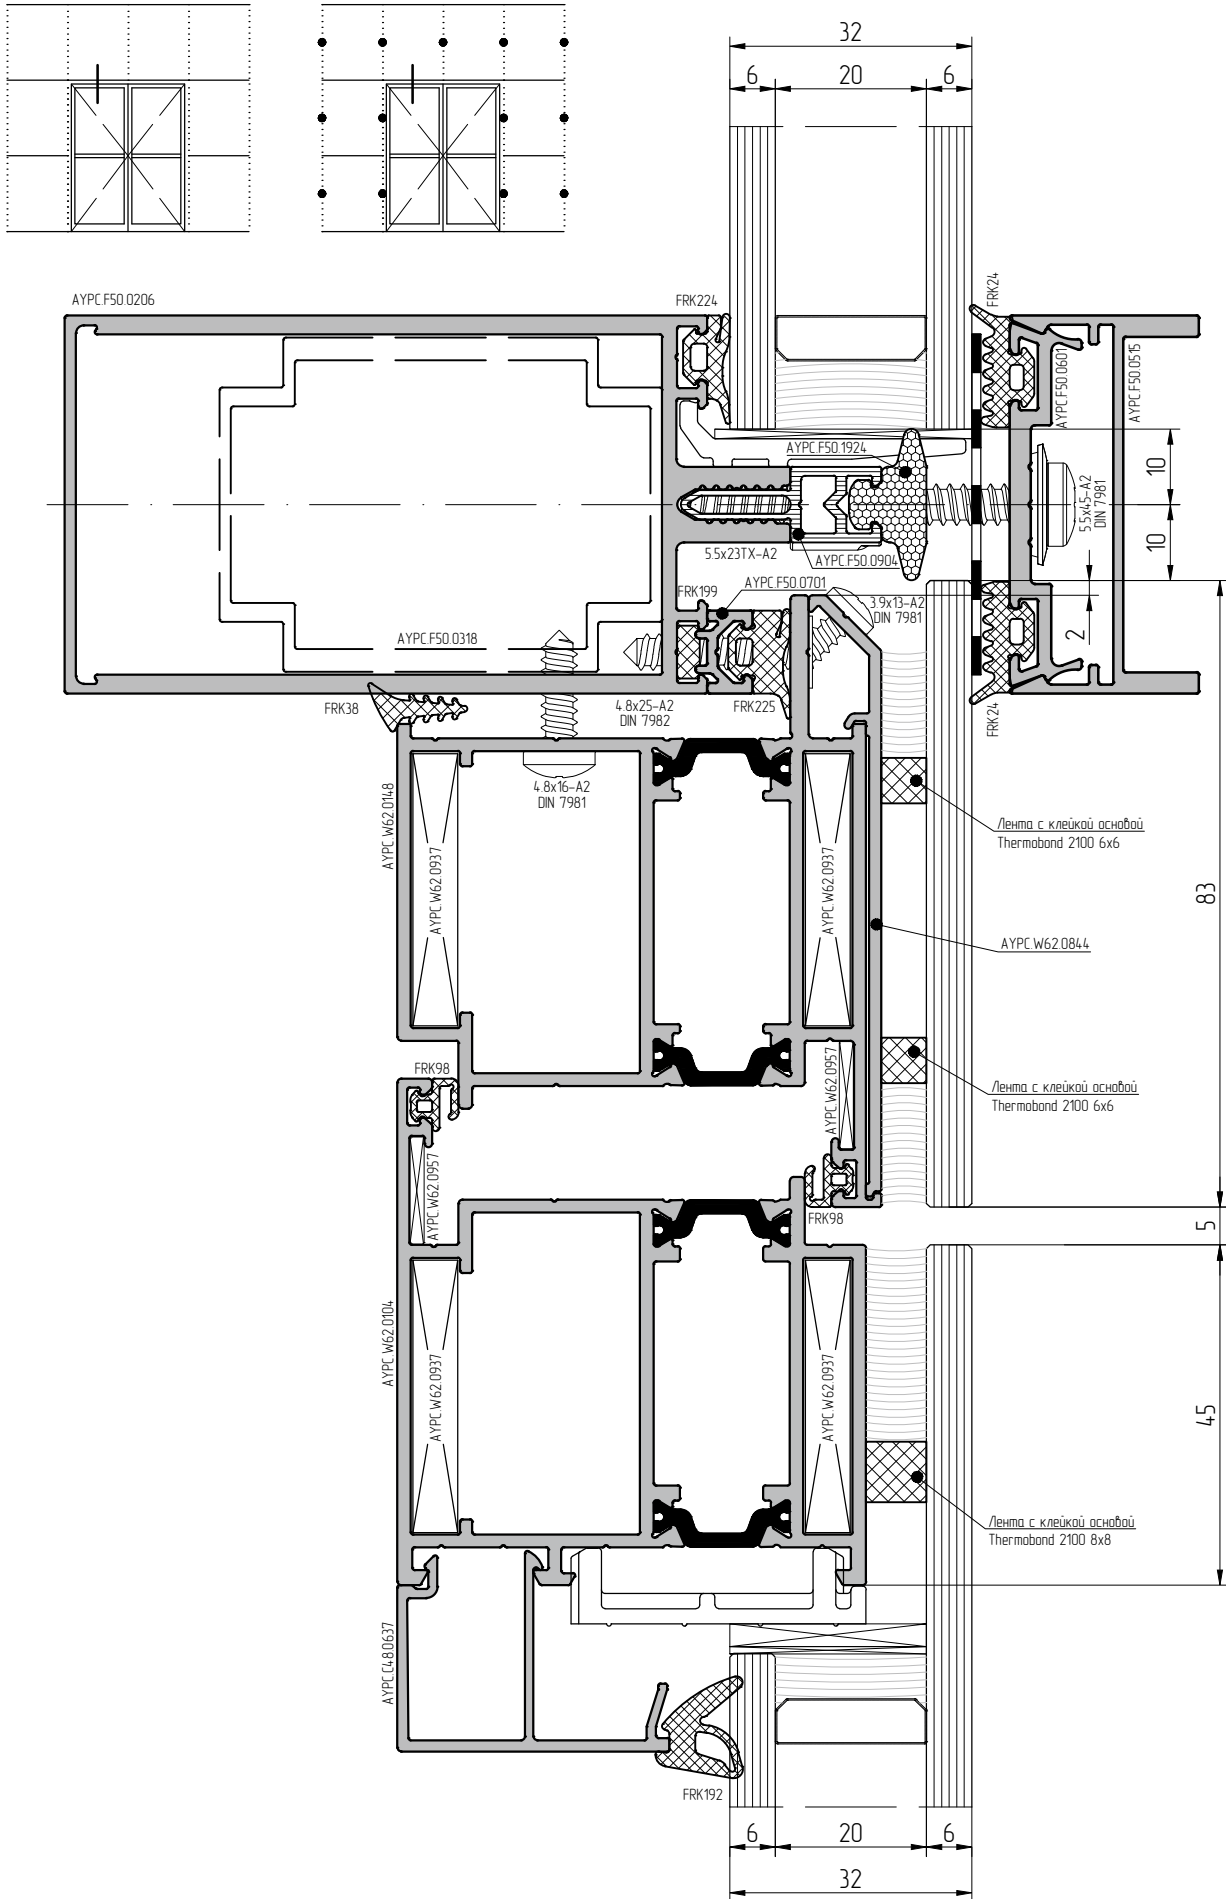 32
6
20
6
AYPC.F50.0206
FRK224
FRK24
AYPC.F50.0601
AYPC.F50.0515
AYPC.F50.1924
10
5.5x45-A2
DIN 7981
5.5x23TX-A2
AYPC.F50.0904
10
FRK199
AYPC.F50.0701
3.9x13-A2
DIN 7981
2
AYPC.F50.0318
FRK38
4.8x25-A2
DIN 7982
FRK225
FRK24
4.8x16-A2
DIN 7981
AYPC.W62.0148
AYPC.W62.0937
AYPC.W62.0937
Лента с клейкой основой
Thermobond 2100 6x6
83
AYPC.W62.0844
FRK98
AYPC.W62.0957
Лента с клейкой основой
Thermobond 2100 6x6
AYPC.W62.0957
FRK98
5
AYPC.W62.0104
AYPC.W62.0937
AYPC.W62.0937
45
Лента с клейкой основой
Thermobond 2100 8x8
AYPC.C48.0637
FRK192
6
20
6
32